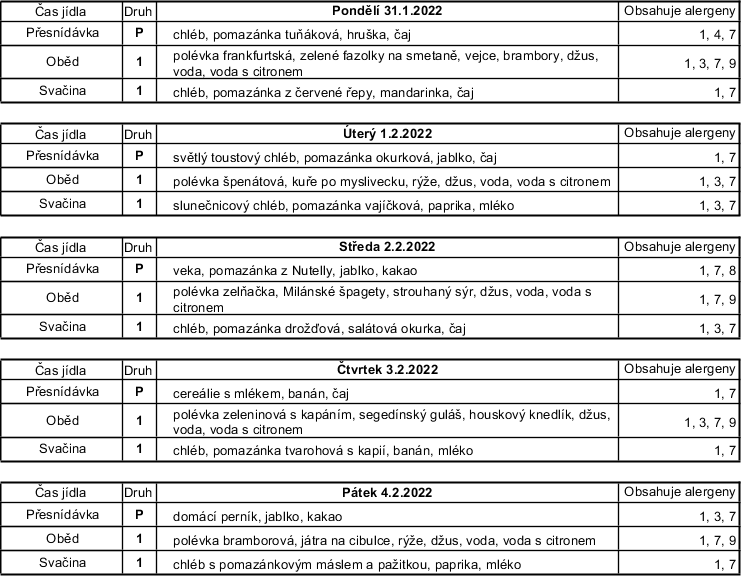 Čas jídla Druh Pondělí 31.1.2022 Obsahuje alergeny
Přesnídávka P chléb, pomazánka tuňáková, hruška, čaj 1, 4, 7
Oběd 1 polévka frankfurtská, zelené fazolky na smetaně, vejce, brambory, džus, 1, 3, 7, 9
voda, voda s citronem
Svačina 1 chléb, pomazánka z červené řepy, mandarinka, čaj 1, 7
Čas jídla Druh Úterý 1.2.2022 Obsahuje alergeny
Přesnídávka P světlý toustový chléb, pomazánka okurková, jablko, čaj 1, 7
Oběd 1 polévka špenátová, kuře po myslivecku, rýže, džus, voda, voda s citronem 1, 3, 7
Svačina 1 slunečnicový chléb, pomazánka vajíčková, paprika, mléko 1, 3, 7
Čas jídla Druh Středa 2.2.2022 Obsahuje alergeny
Přesnídávka P veka, pomazánka z Nutelly, jablko, kakao 1, 7, 8
Oběd 1 polévka zelňačka, Milánské špagety, strouhaný sýr, džus, voda, voda s 1, 7, 9
citronem
Svačina 1 chléb, pomazánka drožďová, salátová okurka, čaj 1, 3, 7
Čas jídla Druh Čtvrtek 3.2.2022 Obsahuje alergeny
Přesnídávka P cereálie s mlékem, banán, čaj 1, 7
Oběd 1 polévka zeleninová s kapáním, segedínský guláš, houskový knedlík, džus, 1, 3, 7, 9
voda, voda s citronem
Svačina 1 chléb, pomazánka tvarohová s kapií, banán, mléko 1, 7
Čas jídla Druh Pátek 4.2.2022 Obsahuje alergeny
Přesnídávka P domácí perník, jablko, kakao 1, 3, 7
Oběd 1 polévka bramborová, játra na cibulce, rýže, džus, voda, voda s citronem 1, 7, 9
Svačina 1 chléb s pomazánkovým máslem a pažitkou, paprika, mléko 1, 7